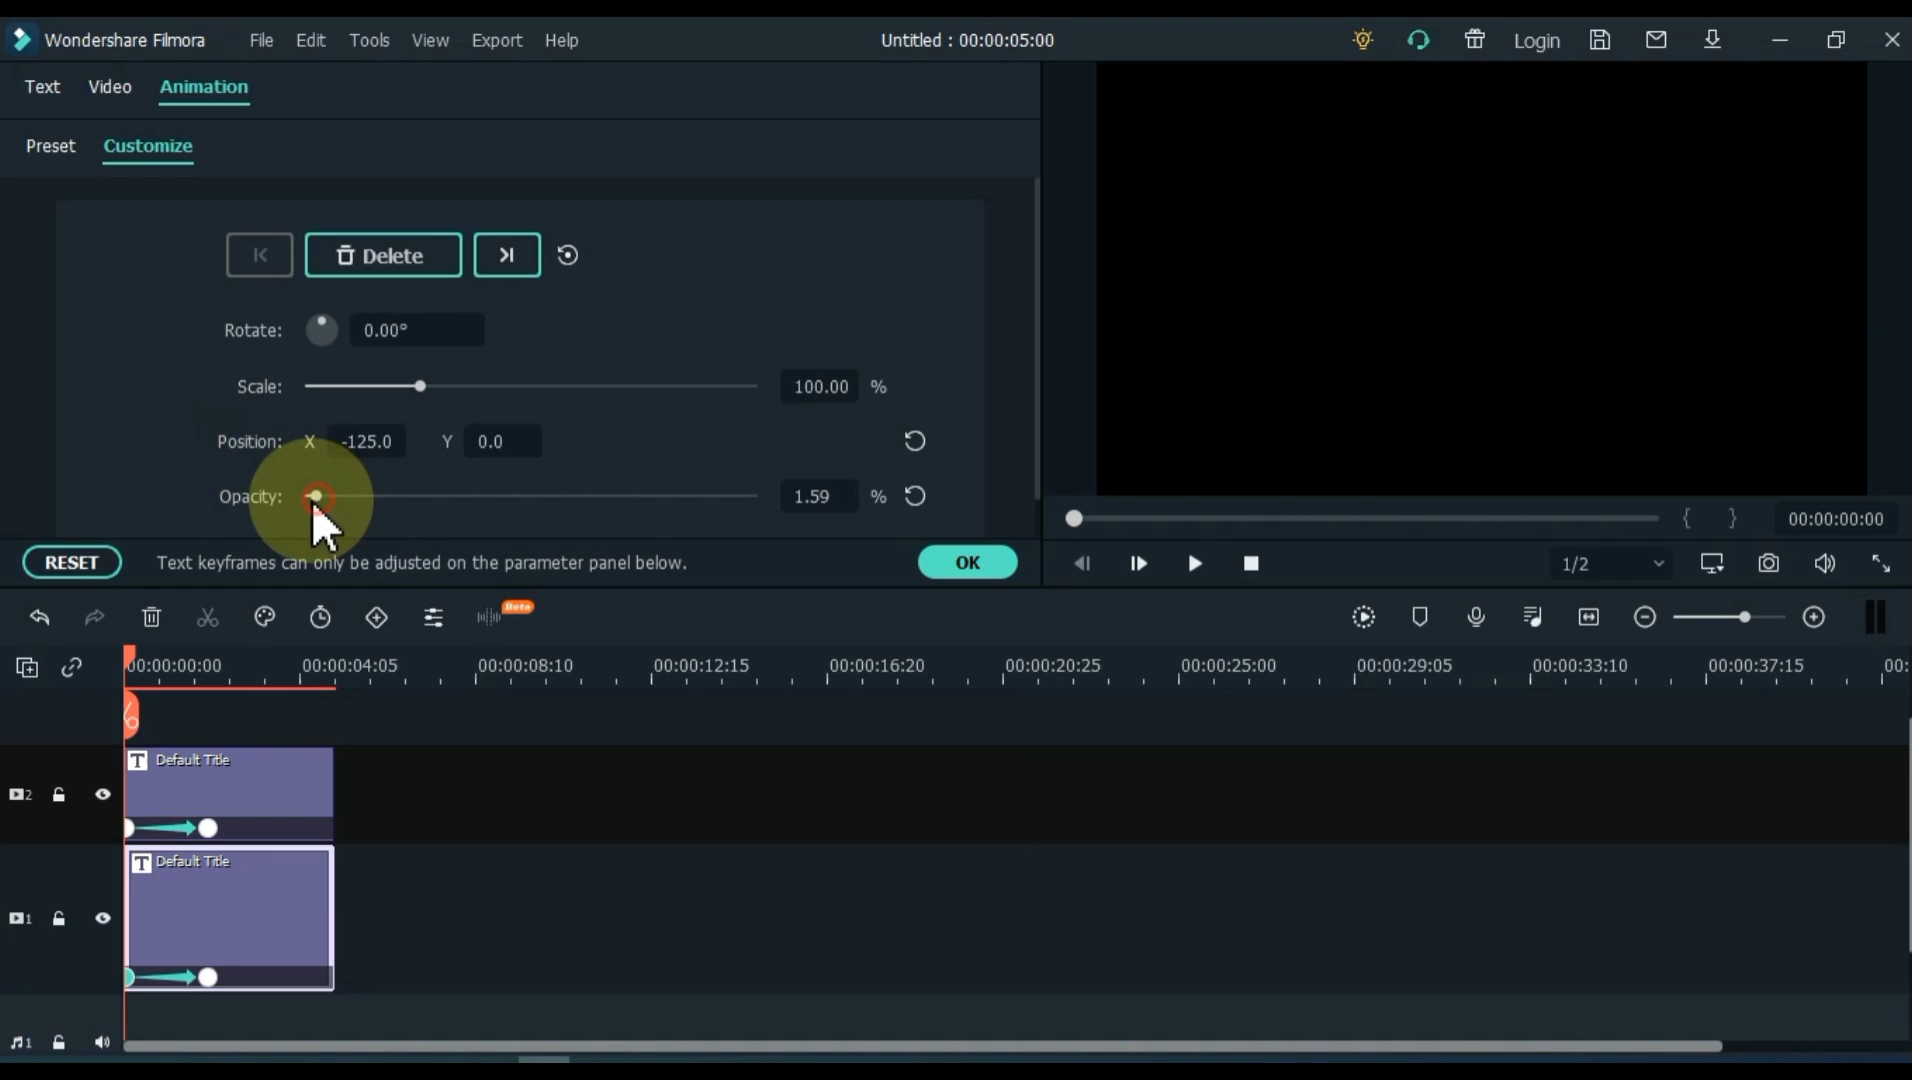 Wondershare Filmora File Edit Tools View Export Help Untitled : 00:00:05:00 Login
Text Video Animation
Preset Customize
Delete
Rotate: 0.00°
Scale: 100.00 %
Position: X -125.0 Y 0.0
Opacity: 1.59 %
00:00:00:00
RESET Text keyframes can only be adjusted on the parameter panel below. OK
1/2
Beta
00:00:00:00 00:00:04:05 00:00:08:10 00:00:12:15 00:00:16:20 00:00:20:25 00:00:25:00 00:00:29:05 00:00:33:10 00:00:37:15 00:
T Default Title
2
T Default Title
1
1